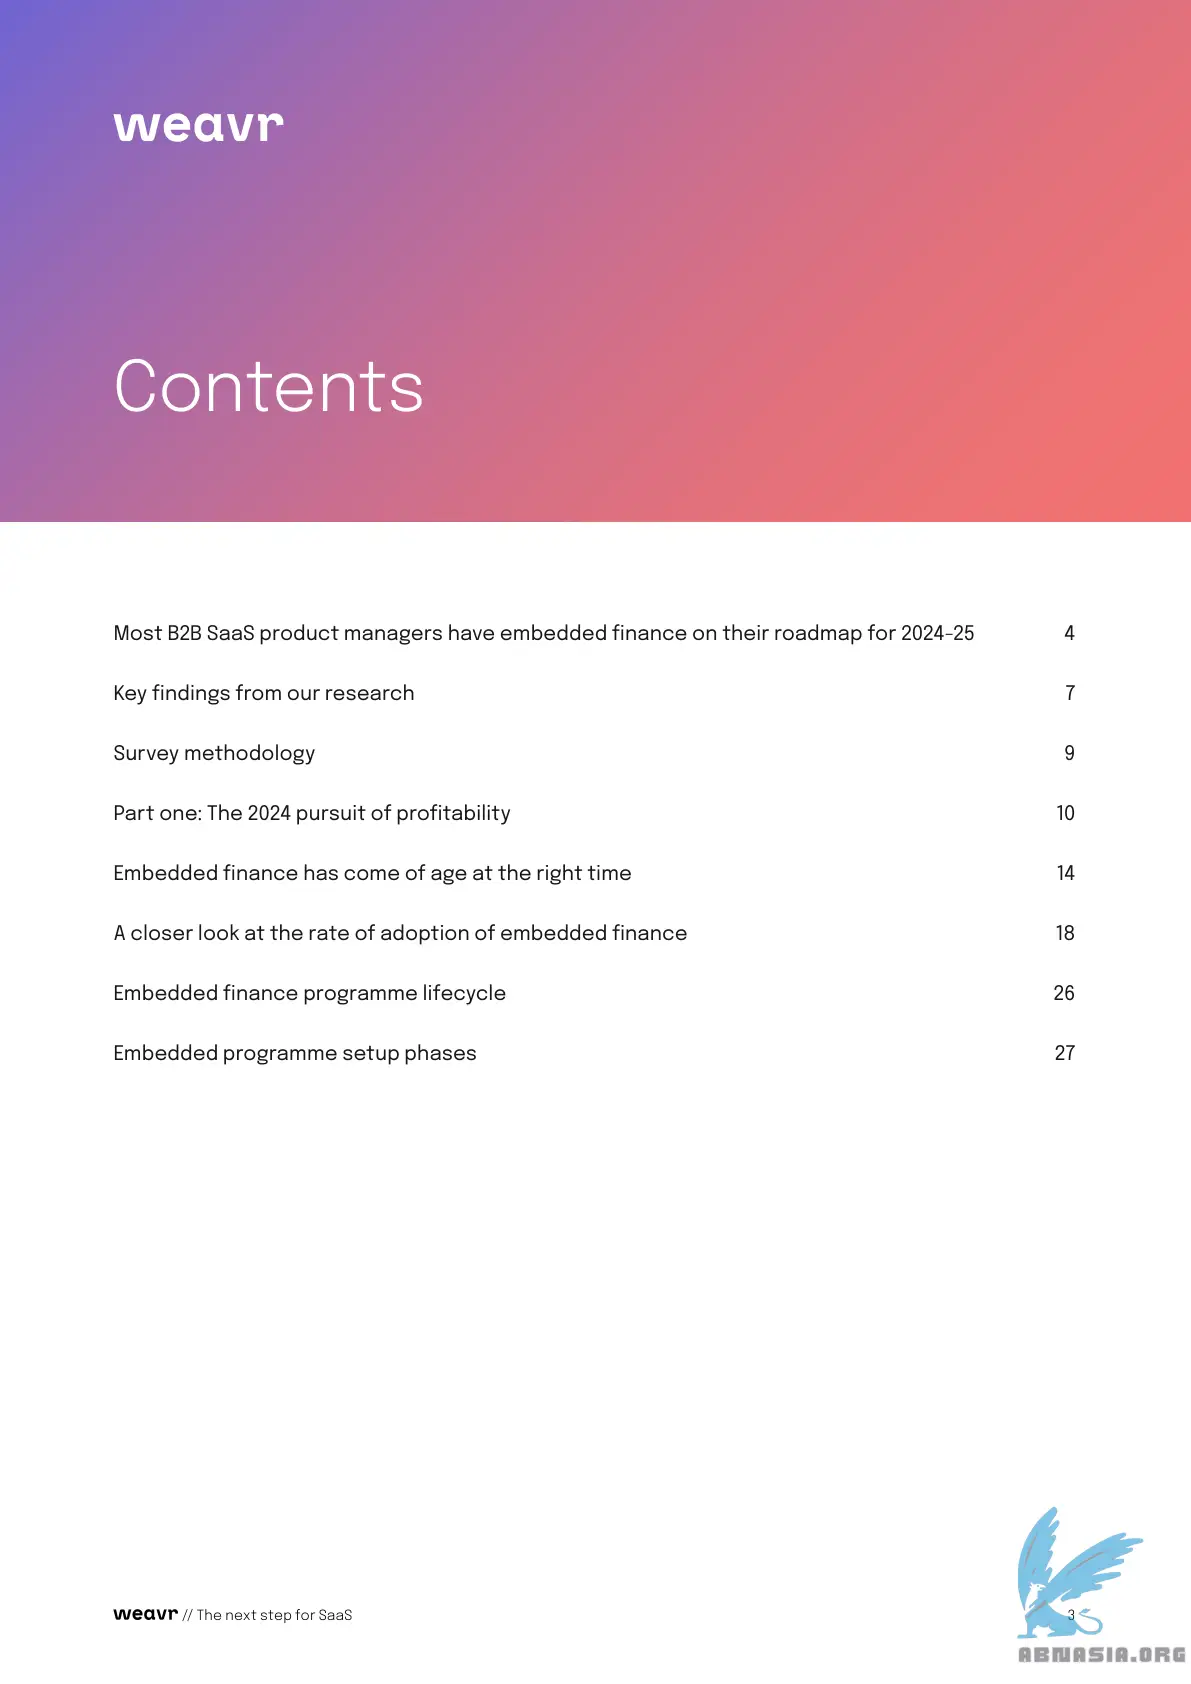 weavr
Contents
Most B2B SaaS product managers have embedded finance on their roadmap for 2024-25 4
Key findings from our research 7
Survey methodology 9
Part one: The 2024 pursuit of profitability 10
Embedded finance has come of age at the right time 14
A closer look at the rate of adoption of embedded finance 18
Embedded finance programme lifecycle 26
Embedded programme setup phases 27
weavr // The next step for SaaS 3
ABNASIA.ORG